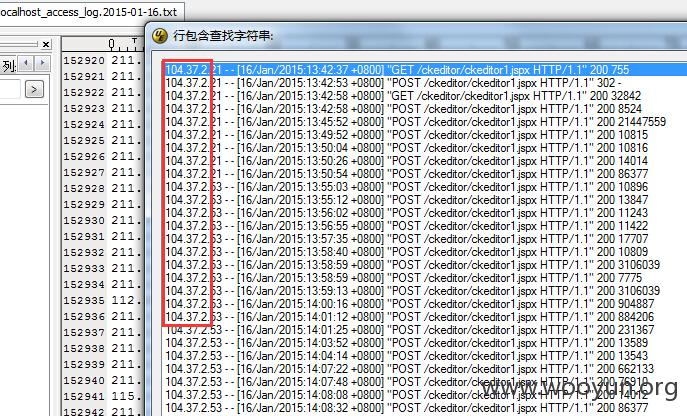 ocalhost_access_log.2015-01-16.txt
行包含查找字符串:
列:
152920 211.
152921 211.
152922 211.
152923 211.
152924 211.
152925 211.
152926 211.
152927 211.
152928 211.
152929 211.
152930 211.
152931 211.
152932 211.
152933 211.
152934 211.
152935 112.
152936 211.
152937 211.
152938 211.
152939 211.
152940 211.
152941 115.
152942 211.
104.37.2.21 - - [16/Jan/2015:13:42:37 +0800] "GET /ckeditor/ckeditor1.jspx HTTP/1.1" 200 755
104.37.2.21 - - [16/Jan/2015:13:42:53 +0800] "POST /ckeditor/ckeditor1.jspx HTTP/1.1" 302 -
104.37.2.21 - - [16/Jan/2015:13:42:58 +0800] "GET /ckeditor/ckeditor1.jspx HTTP/1.1" 200 32842
104.37.2.21 - - [16/Jan/2015:13:42:58 +0800] "POST /ckeditor/ckeditor1.jspx HTTP/1.1" 200 8524
104.37.2.21 - - [16/Jan/2015:13:45:52 +0800] "POST /ckeditor/ckeditor1.jspx HTTP/1.1" 200 21447559
104.37.2.21 - - [16/Jan/2015:13:49:52 +0800] "POST /ckeditor/ckeditor1.jspx HTTP/1.1" 200 10815
104.37.2.21 - - [16/Jan/2015:13:50:04 +0800] "POST /ckeditor/ckeditor1.jspx HTTP/1.1" 200 10816
104.37.2.21 - - [16/Jan/2015:13:50:26 +0800] "POST /ckeditor/ckeditor1.jspx HTTP/1.1" 200 14014
104.37.2.21 - - [16/Jan/2015:13:50:54 +0800] "POST /ckeditor/ckeditor1.jspx HTTP/1.1" 200 86377
104.37.2.53 - - [16/Jan/2015:13:55:03 +0800] "POST /ckeditor/ckeditor1.jspx HTTP/1.1" 200 10896
104.37.2.53 - - [16/Jan/2015:13:55:12 +0800] "POST /ckeditor/ckeditor1.jspx HTTP/1.1" 200 13847
104.37.2.53 - - [16/Jan/2015:13:56:02 +0800] "POST /ckeditor/ckeditor1.jspx HTTP/1.1" 200 11243
104.37.2.53 - - [16/Jan/2015:13:56:55 +0800] "POST /ckeditor/ckeditor1.jspx HTTP/1.1" 200 11422
104.37.2.53 - - [16/Jan/2015:13:57:35 +0800] "POST /ckeditor/ckeditor1.jspx HTTP/1.1" 200 17707
104.37.2.53 - - [16/Jan/2015:13:58:40 +0800] "POST /ckeditor/ckeditor1.jspx HTTP/1.1" 200 10809
104.37.2.53 - - [16/Jan/2015:13:58:59 +0800] "POST /ckeditor/ckeditor1.jspx HTTP/1.1" 200 3106039
104.37.2.53 - - [16/Jan/2015:13:58:59 +0800] "POST /ckeditor/ckeditor1.jspx HTTP/1.1" 200 7775
104.37.2.53 - - [16/Jan/2015:13:59:13 +0800] "POST /ckeditor/ckeditor1.jspx HTTP/1.1" 200 3106039
104.37.2.53 - - [16/Jan/2015:14:00:16 +0800] "POST /ckeditor/ckeditor1.jspx HTTP/1.1" 200 904887
104.37.2.53 - - [16/Jan/2015:14:01:12 +0800] "POST /ckeditor/ckeditor1.jspx HTTP/1.1" 200 884206
104.37.2.53 - - [16/Jan/2015:14:01:25 +0800] "POST /ckeditor/ckeditor1.jspx HTTP/1.1" 200 231367
104.37.2.53 - - [16/Jan/2015:14:03:52 +0800] "POST /ckeditor/ckeditor1.jspx HTTP/1.1" 200 13589
104.37.2.53 - - [16/Jan/2015:14:04:14 +0800] "POST /ckeditor/ckeditor1.jspx HTTP/1.1" 200 13543
104.37.2.53 - - [16/Jan/2015:14:07:22 +0800] "POST /ckeditor/ckeditor1.jspx HTTP/1.1" 200 662133
104.37.2.53 - - [16/Jan/2015:14:07:48 +0800] "POST /ckeditor/ckeditor1.jspx HTTP/1.1" 200 76910
104.37.2.53 - - [16/Jan/2015:14:08:08 +0800] "POST /ckeditor/ckeditor1.jspx HTTP/1.1" 200 14012
104.37.2.53 - - [16/Jan/2015:14:08:32 +0800] "POST /ckeditor/ckeditor1.jspx HTTP/1.1" 200 83377
www.wooyun.org